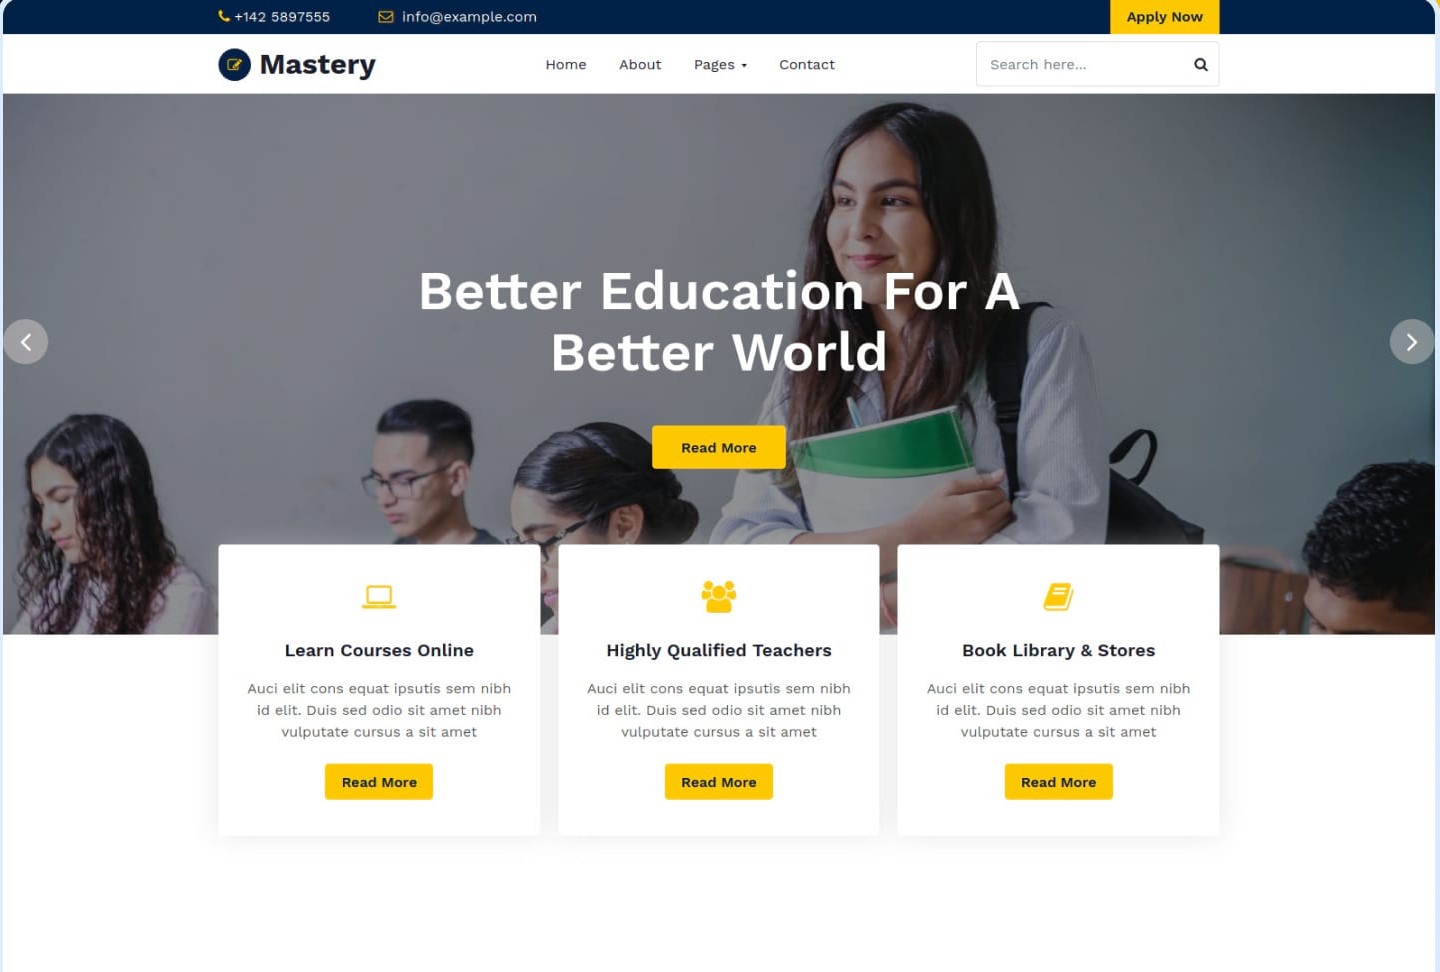 +142 5897555 info@example.com Apply Now
Mastery Home About Pages Contact Search here...
Better Education For A
Better World
Read More
Learn Courses Online
Auci elit cons equat ipsutis sem nibh
id elit. Duis sed odio sit amet nibh
vulputate cursus a sit amet
Read More
Highly Qualified Teachers
Auci elit cons equat ipsutis sem nibh
id elit. Duis sed odio sit amet nibh
vulputate cursus a sit amet
Read More
Book Library & Stores
Auci elit cons equat ipsutis sem nibh
id elit. Duis sed odio sit amet nibh
vulputate cursus a sit amet
Read More